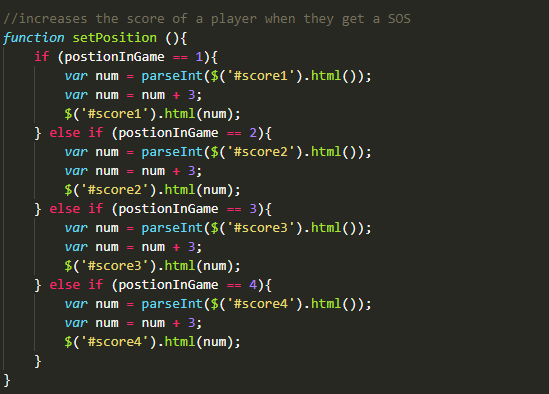 //increases the score of a player when they get a SOS
function setPosition (){
    if (postionInGame == 1){
        var num = parseInt($('#score1').html());
        var num = num + 3;
        $('#score1').html(num);
    } else if (postionInGame == 2){
        var num = parseInt($('#score2').html());
        var num = num + 3;
        $('#score2').html(num);
    } else if (postionInGame == 3){
        var num = parseInt($('#score3').html());
        var num = num + 3;
        $('#score3').html(num);
    } else if (postionInGame == 4){
        var num = parseInt($('#score4').html());
        var num = num + 3;
        $('#score4').html(num);
    }
}